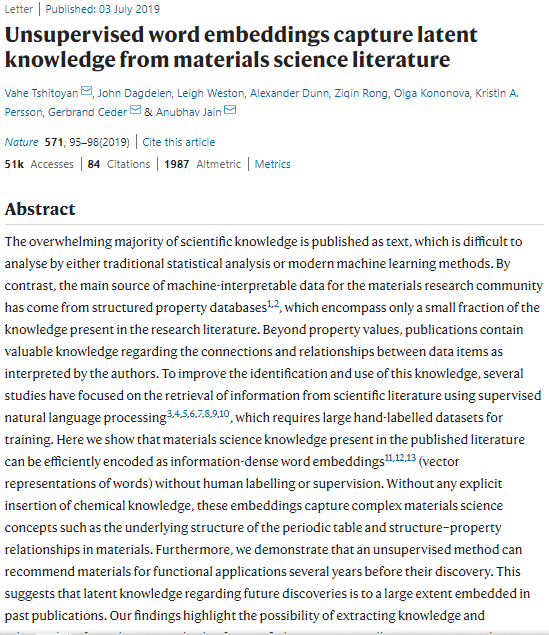 Letter | Published: 03 July 2019
Unsupervised word embeddings capture latent
knowledge from materials science literature
Vahe Tshitoyan, John Dagdelen, Leigh Weston, Alexander Dunn, Ziqin Rong, Olga Kononova, Kristin A.
Persson, Gerbrand Ceder & Anubhav Jain
Nature 571, 95–98(2019) | Cite this article
51k Accesses | 84 Citations | 1987 Altmetric | Metrics
Abstract
The overwhelming majority of scientific knowledge is published as text, which is difficult to
analyse by either traditional statistical analysis or modern machine learning methods. By
contrast, the main source of machine-interpretable data for the materials research community
has come from structured property databases1,2, which encompass only a small fraction of the
knowledge present in the research literature. Beyond property values, publications contain
valuable knowledge regarding the connections and relationships between data items as
interpreted by the authors. To improve the identification and use of this knowledge, several
studies have focused on the retrieval of information from scientific literature using supervised
natural language processing3,4,5,6,7,8,9,10, which requires large hand-labelled datasets for
training. Here we show that materials science knowledge present in the published literature
can be efficiently encoded as information-dense word embeddings11,12,13 (vector
representations of words) without human labelling or supervision. Without any explicit
insertion of chemical knowledge, these embeddings capture complex materials science
concepts such as the underlying structure of the periodic table and structure–property
relationships in materials. Furthermore, we demonstrate that an unsupervised method can
recommend materials for functional applications several years before their discovery. This
suggests that latent knowledge regarding future discoveries is to a large extent embedded in
past publications. Our findings highlight the possibility of extracting knowledge and